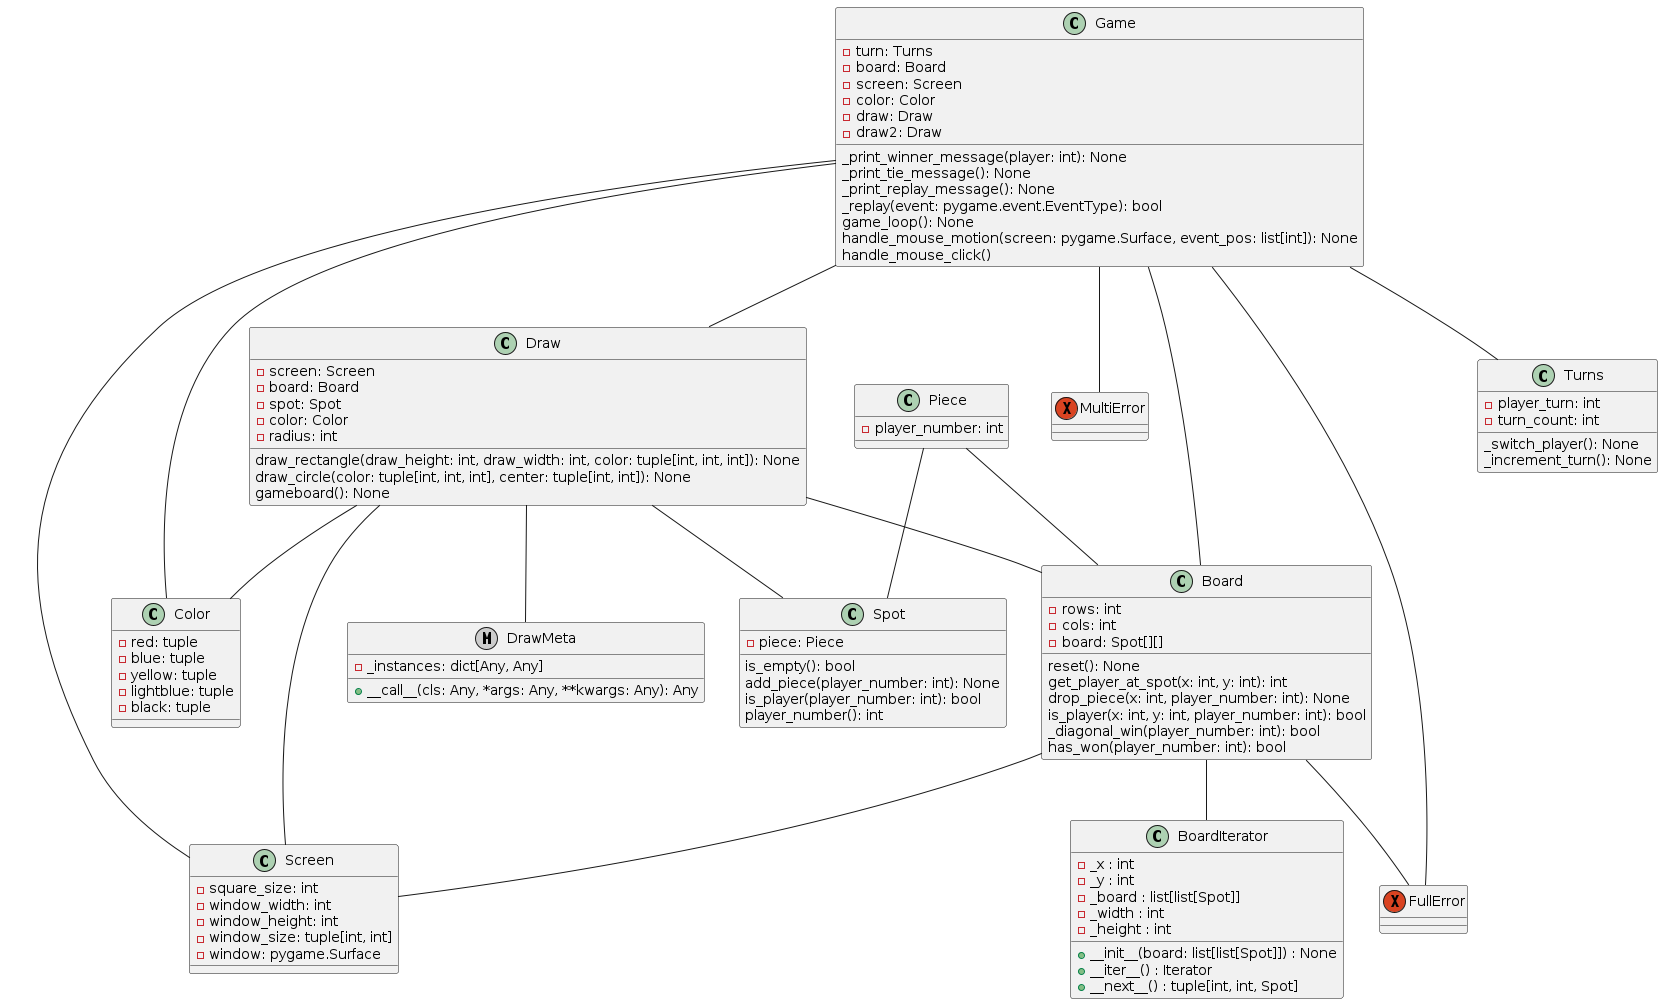 C Game
turn: Turns
board: Board
screen: Screen
color: Color
draw: Draw
draw2: Draw
_print_winner_message(player: int): None
_print_tie_message(): None
_print_replay_message(): None
_replay(event: pygame.event.EventType): bool
game_loop(): None
handle_mouse_motion(screen: pygame.Surface, event_pos: list[int]): None
handle_mouse_click()
C Draw
screen: Screen
board: Board
spot: Spot
color: Color
radius: int
draw_rectangle(draw_height: int, draw_width: int, color: tuple[int, int, int]): None
draw_circle(color: tuple[int, int, int], center: tuple[int, int]): None
gameboard(): None
C Piece
player_number: int
X MultiError
C Turns
player_turn: int
turn_count: int
_switch_player(): None
_increment_turn(): None
C Color
red: tuple
blue: tuple
yellow: tuple
lightblue: tuple
black: tuple
M DrawMeta
_instances: dict[Any, Any]
__call__(cls: Any, *args: Any, **kwargs: Any): Any
C Spot
piece: Piece
is_empty(): bool
add_piece(player_number: int): None
is_player(player_number: int): bool
player_number(): int
C Board
rows: int
cols: int
board: Spot[][]
reset(): None
get_player_at_spot(x: int, y: int): int
drop_piece(x: int, player_number: int): None
is_player(x: int, y: int, player_number: int): bool
_diagonal_win(player_number: int): bool
has_won(player_number: int): bool
C Screen
square_size: int
window_width: int
window_height: int
window_size: tuple[int, int]
window: pygame.Surface
C BoardIterator
_x : int
_y : int
_board : list[list[Spot]]
_width : int
_height : int
__init__(board: list[list[Spot]]) : None
__iter__() : Iterator
__next__() : tuple[int, int, Spot]
X FullError